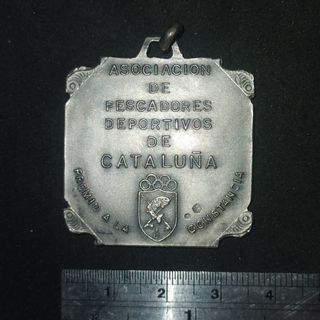 ASOCIACION
DE
PESCADORES
DEPORTIVOS
DE
CATALUÑA
PREMIO A LA CONSTANCIA
1 2 3 4